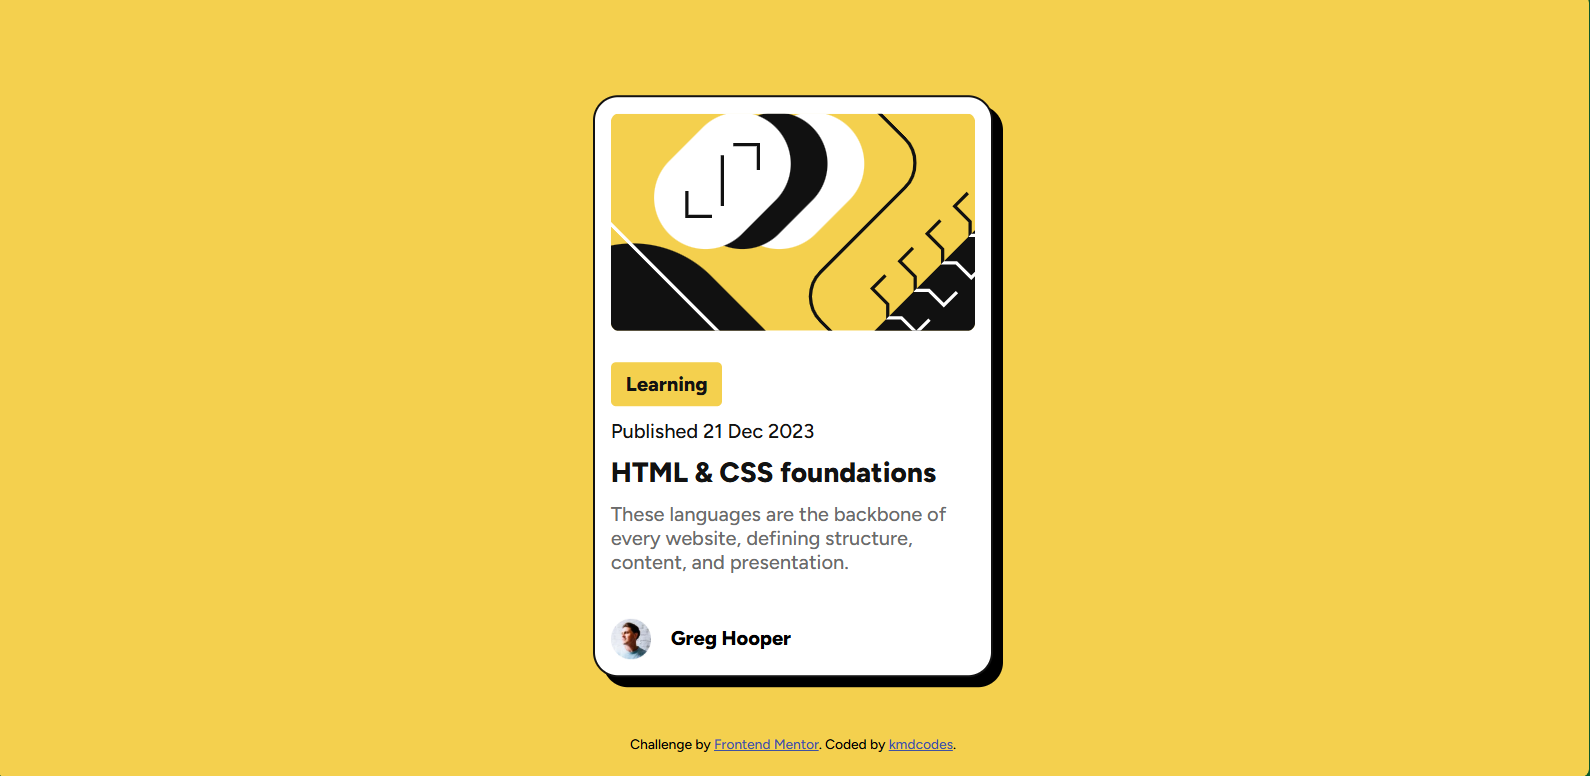 Learning
Published 21 Dec 2023
HTML & CSS foundations
These languages are the backbone of
every website, defining structure,
content, and presentation.
Greg Hooper
Challenge by Frontend Mentor. Coded by kmdcodes.